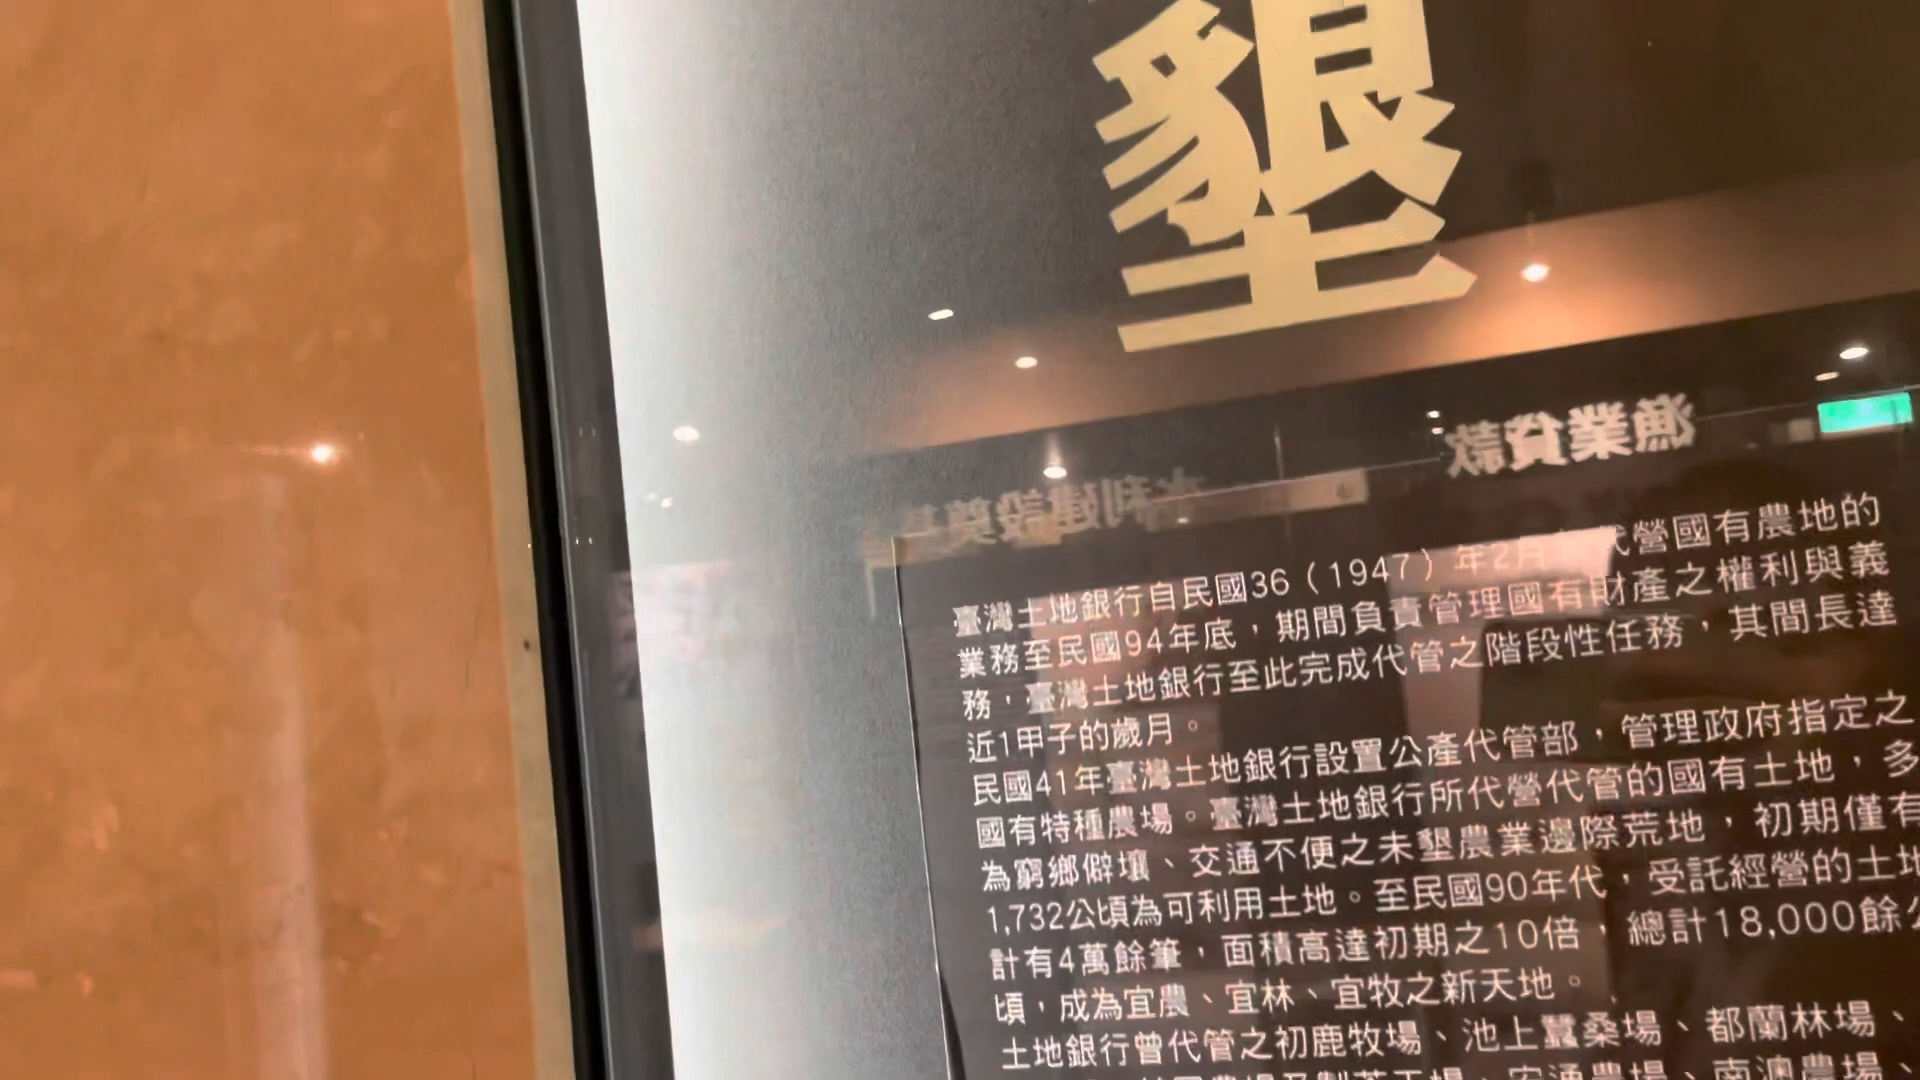 墾
漁業貸款
水利建設
臺灣土地銀行自民國36（1947）年2月 代營國有農地的
業務至民國94年底，期間負責管理國有財產之權利與義
務，臺灣土地銀行至此完成代管之階段性任務，其間長達
近1甲子的歲月。
民國41年臺灣土地銀行設置公產代管部，管理政府指定之
國有特種農場。臺灣土地銀行所代營代管的國有土地，多
為窮鄉僻壤、交通不便之未墾農業邊際荒地，初期僅有
1,732公頃為可利用土地。至民國90年代，受託經營的土地
計有4萬餘筆，面積高達初期之10倍，總計18,000餘公
頃，成為宜農、宜林、宜牧之新天地。
土地銀行曾代管之初鹿牧場、池上蠶桑場、都蘭林場、